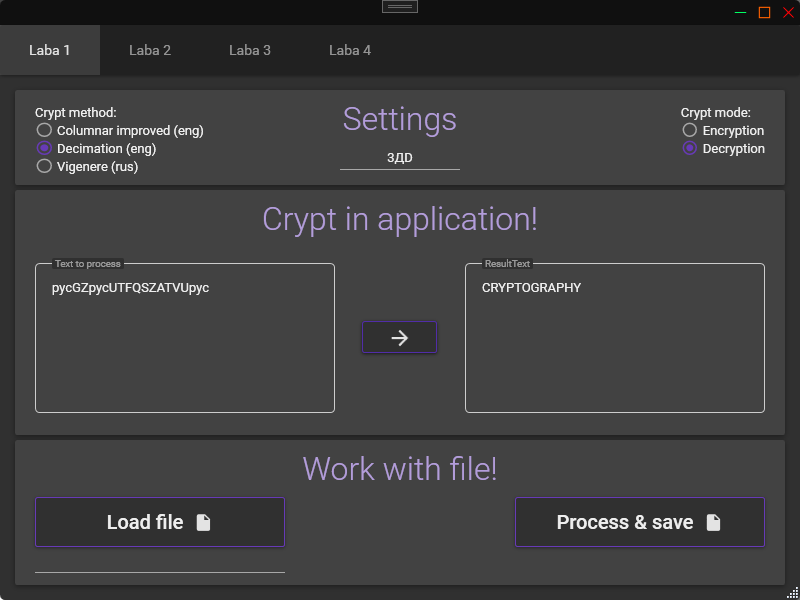 Laba 1
Laba 2
Laba 3
Laba 4
Crypt method:
Columnar improved (eng)
Decimation (eng)
Vigenere (rus)
Settings
3ДD
Crypt mode:
Encryption
Decryption
Crypt in application!
Text to process
pycGZpycUTFQSZATVUpyc
ResultText
CRYPTOGRAPHY
Work with file!
Load file
Process & save